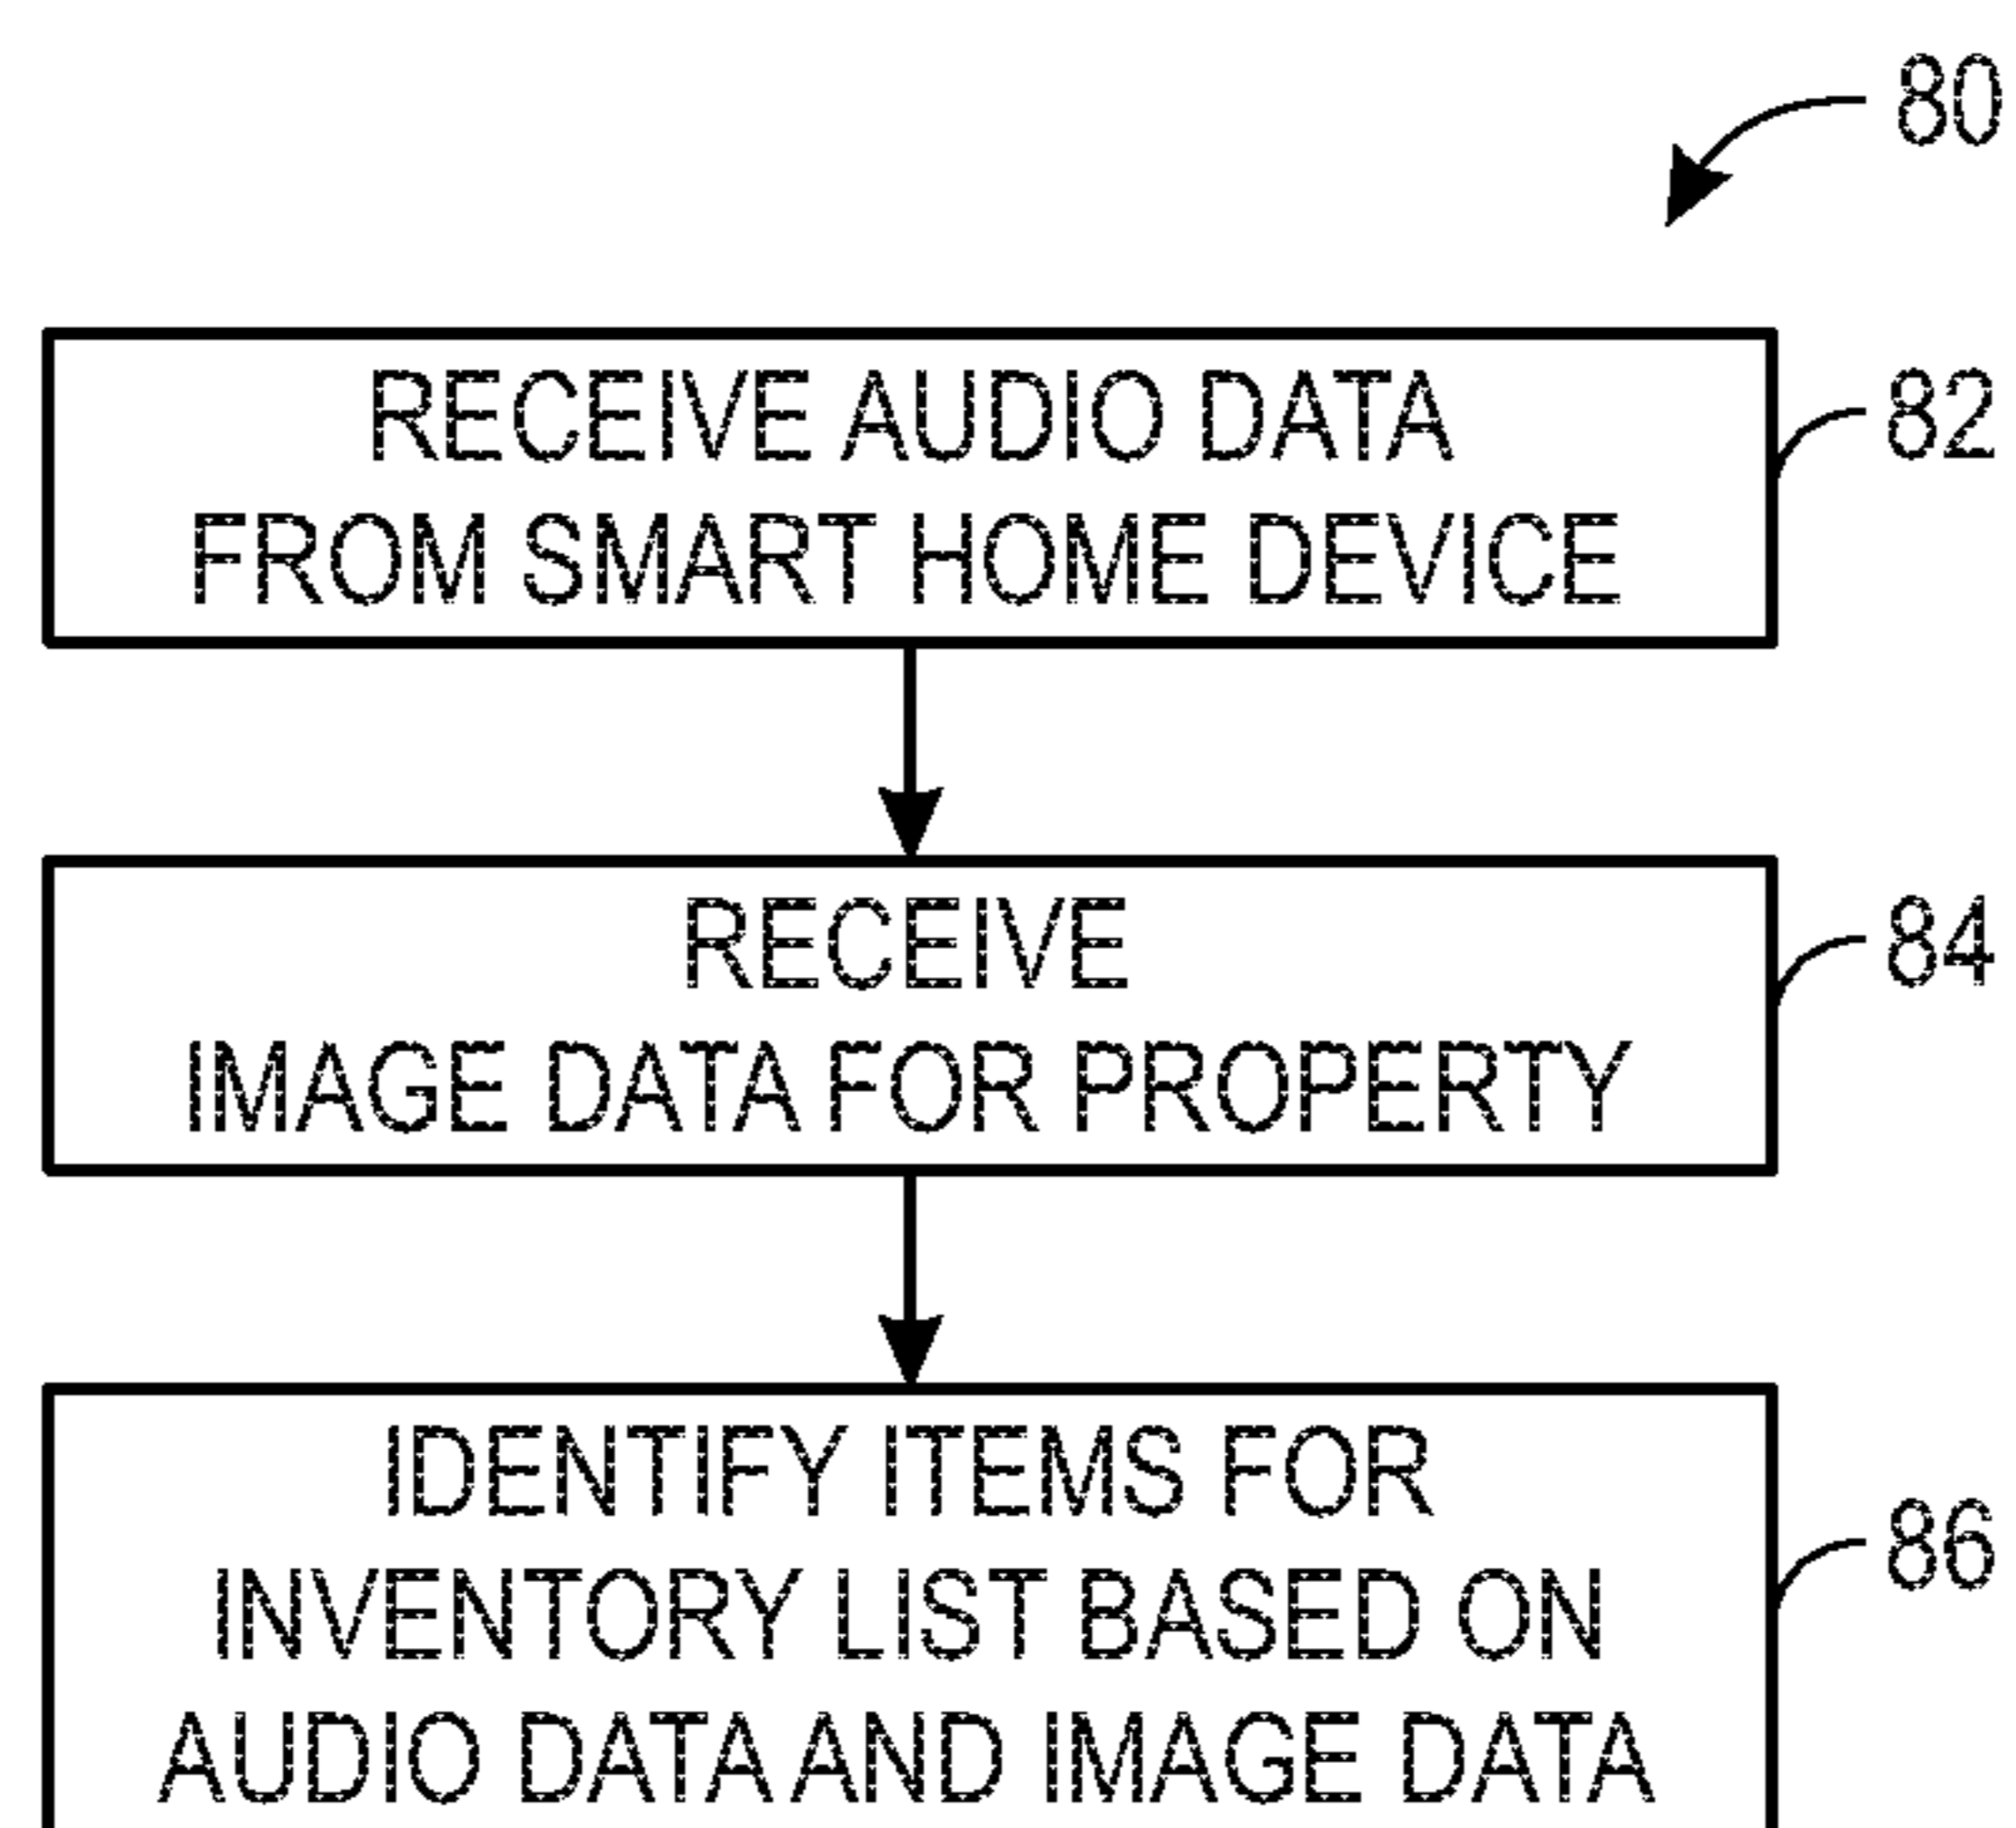 80
RECEIVE AUDIO DATA
FROM SMART HOME DEVICE
82
RECEIVE
IMAGE DATA FOR PROPERTY
84
IDENTIFY ITEMS FOR
INVENTORY LIST BASED ON
AUDIO DATA AND IMAGE DATA
86